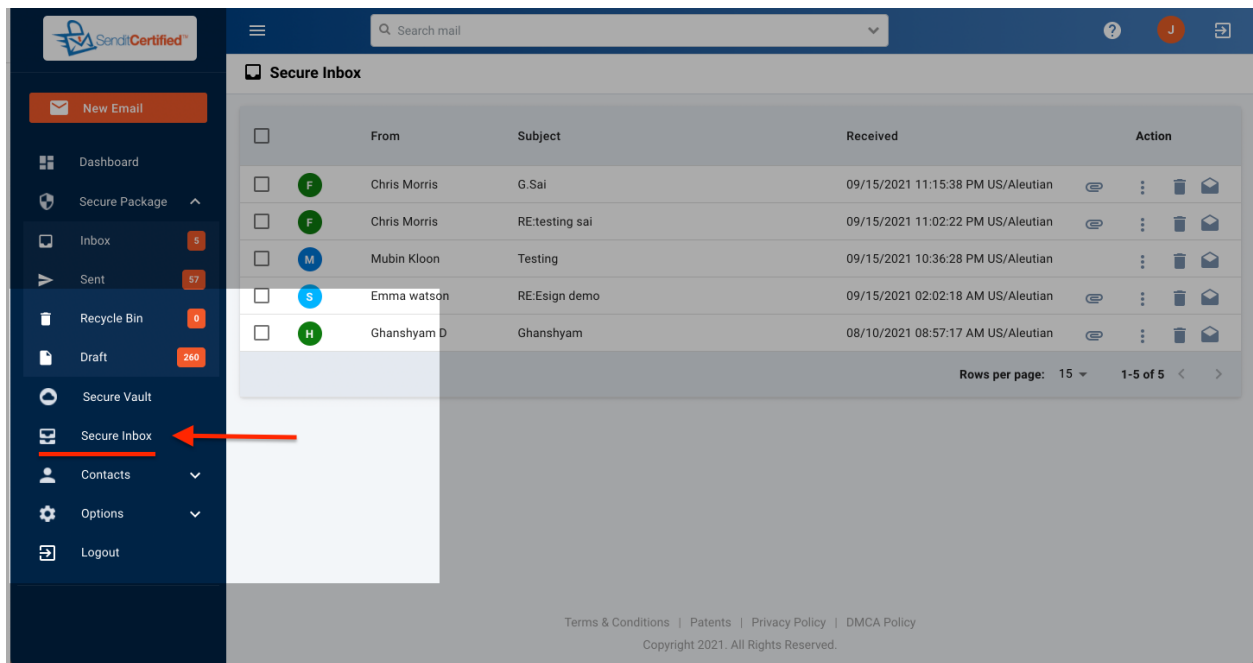 SenditCertified™
Search mail
J
Secure Inbox
New Email
Dashboard
Secure Package
Inbox 5
Sent 57
Recycle Bin 0
Draft 260
Secure Vault
Secure Inbox
Contacts
Options
Logout
From Subject Received Action
F Chris Morris G.Sai 09/15/2021 11:15:38 PM US/Aleutian
F Chris Morris RE:testing sai 09/15/2021 11:02:22 PM US/Aleutian
M Mubin Kloon Testing 09/15/2021 10:36:28 PM US/Aleutian
S Emma watson RE:Esign demo 09/15/2021 02:02:18 AM US/Aleutian
H Ghanshyam D Ghanshyam 08/10/2021 08:57:17 AM US/Aleutian
Rows per page: 15 1-5 of 5
Terms & Conditions | Patents | Privacy Policy | DMCA Policy
Copyright 2021. All Rights Reserved.